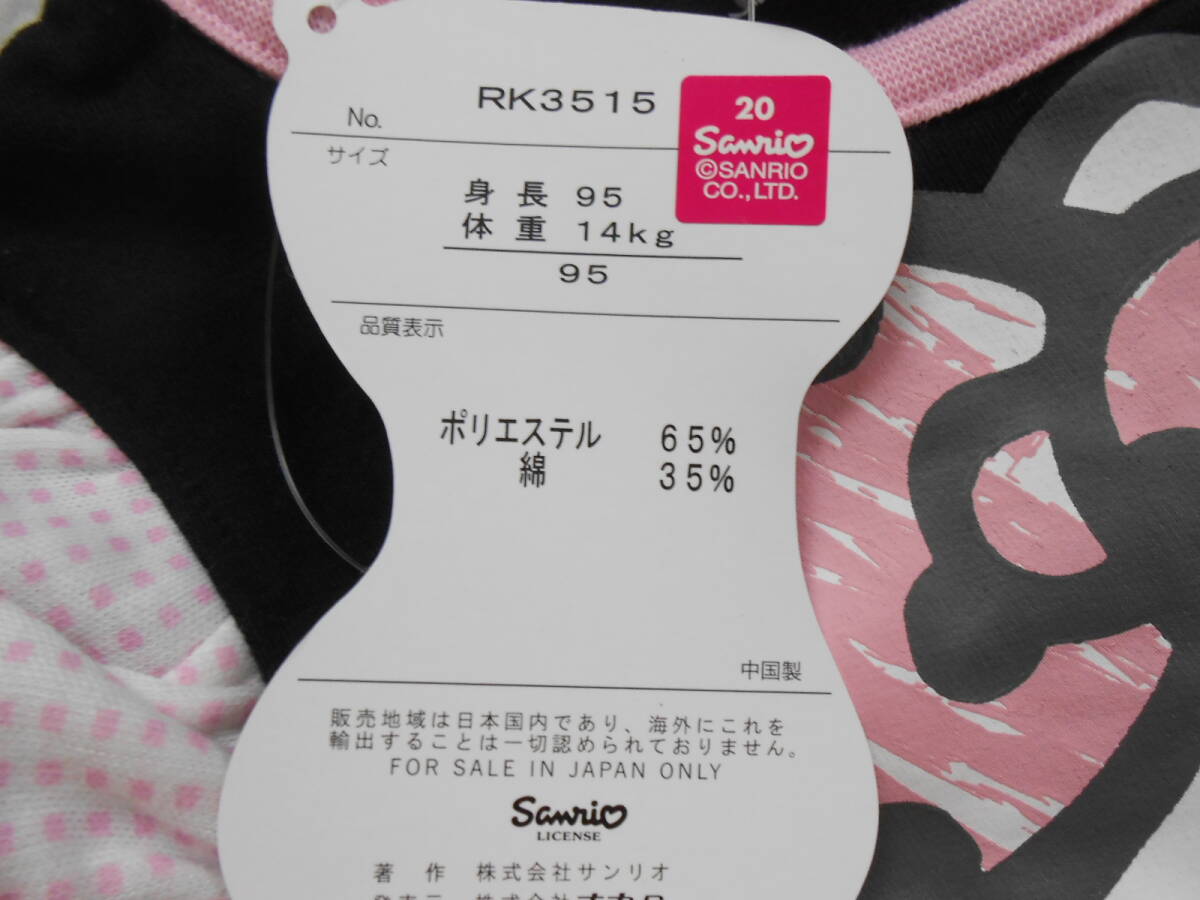 No. RK3515
20
Sanrio
©SANRIO
CO.,LTD.
サイズ
身長 95
体重 14kg
95
品質表示
ポリエステル 65%
綿 35%
中国製
販売地域は日本国内であり、海外にこれを
輸出することは一切認められておりません。
FOR SALE IN JAPAN ONLY
Sanrio
LICENSE
著作 株式会社サンリオ
株式会社